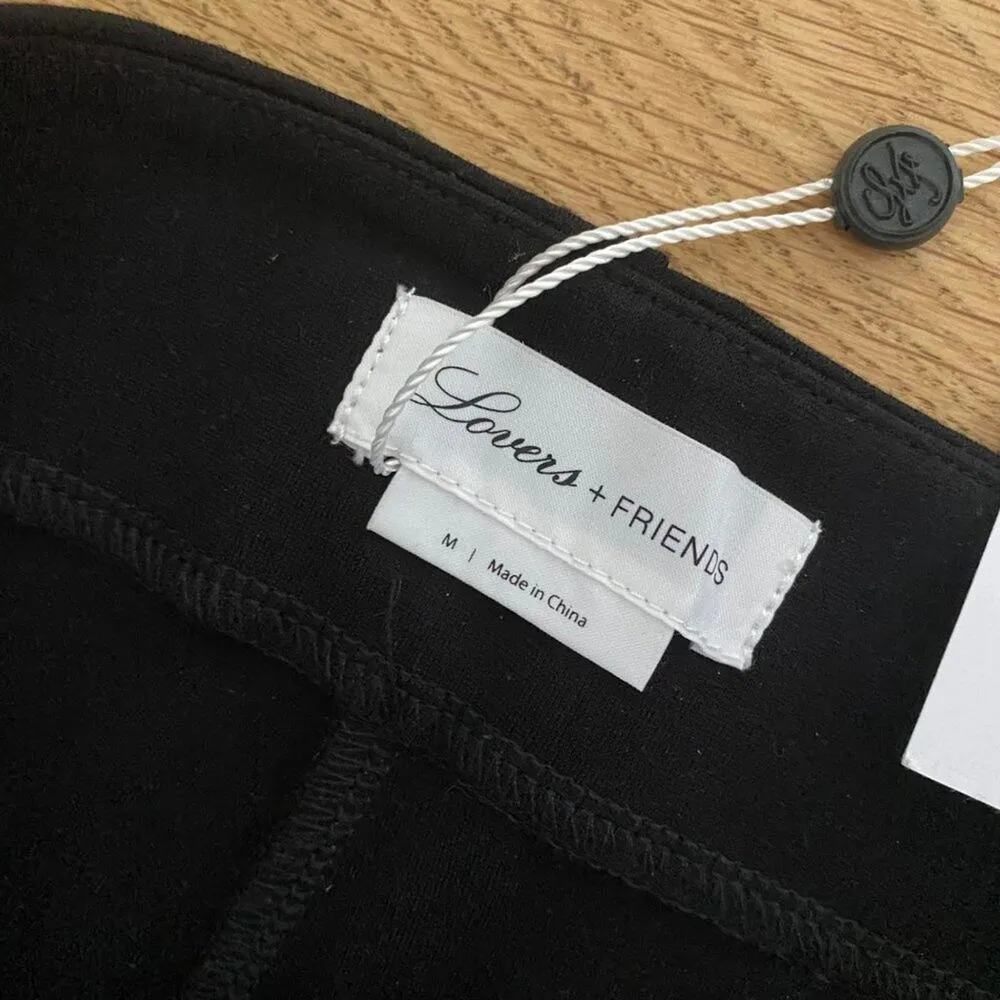 Lovers + FRIENDS
M | Made in China